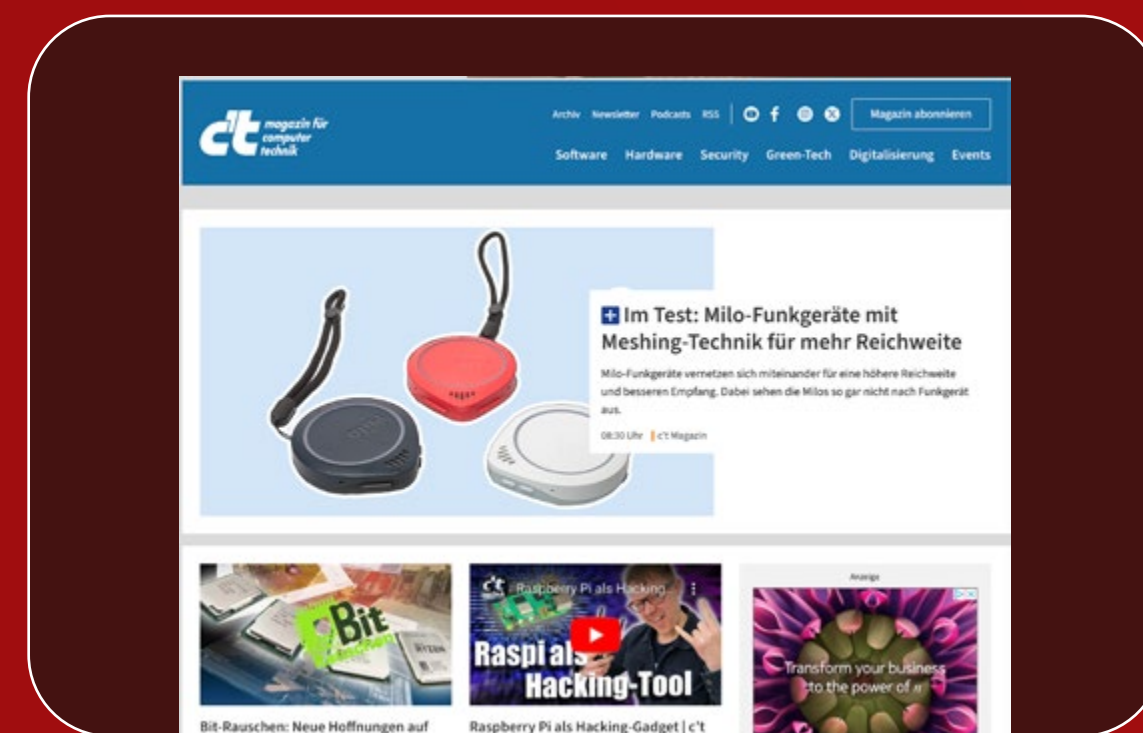 c't magazin für
computer
technik
Archiv Newsletter Podcasts RSS
Magazin abonnieren
Software Hardware Security Green-Tech Digitalisierung Events
Im Test: Milo-Funkgeräte mit
Meshing-Technik für mehr Reichweite
Milo-Funkgeräte vernetzen sich miteinander für eine höhere Reichweite
und besseren Empfang. Dabei sehen die Milos so gar nicht nach Funkgerät
aus.
08:30 Uhr c't Magazin
Bit
RYZEN
c't Raspberry Pi als Hacking...
Raspi als
Hacking-Tool
Anzeige
Transform your business
to the power of n
Bit-Rauschen: Neue Hoffnungen auf
Raspberry Pi als Hacking-Gadget | c't